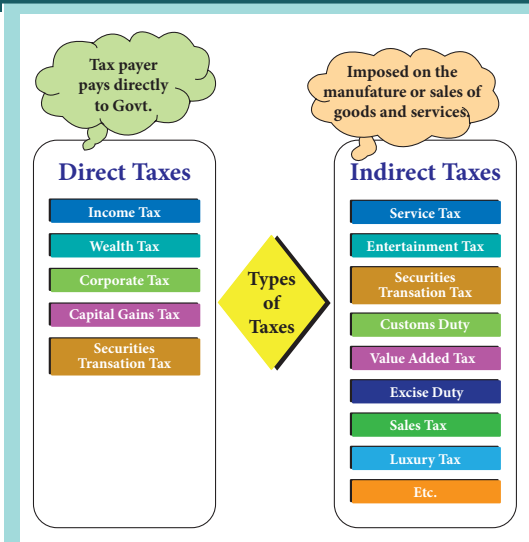 Tax payer
pays directly
to Govt.
Imposed on the
manufature or sales of
goods and services.
Direct Taxes
Income Tax
Wealth Tax
Corporate Tax
Capital Gains Tax
Securities
Transation Tax
Types
of
Taxes
Indirect Taxes
Service Tax
Entertainment Tax
Securities
Transation Tax
Customs Duty
Value Added Tax
Excise Duty
Sales Tax
Luxury Tax
Etc.